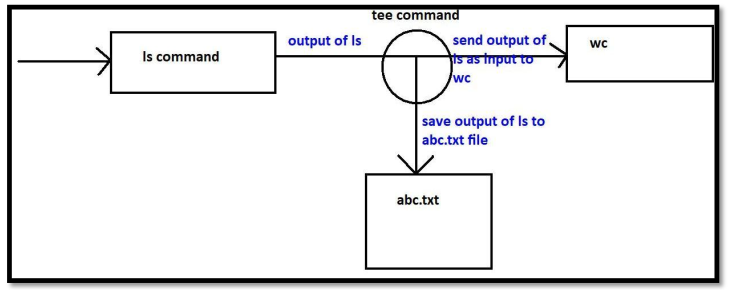 tee command
ls command
output of ls
send output of
ls as input to
wc
wc
save output of ls to
abc.txt file
abc.txt